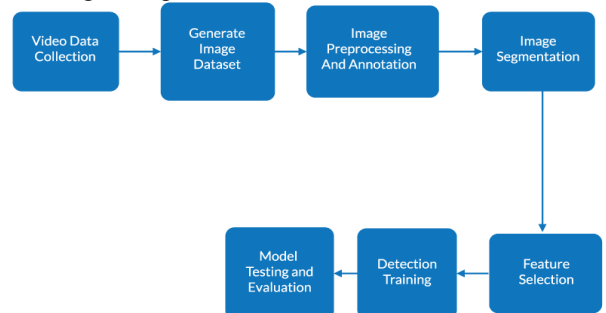 Video Data
Collection
Generate
Image
Dataset
Image
Preprocessing
And Annotation
Image
Segmentation
Feature
Selection
Detection
Training
Model
Testing and
Evaluation